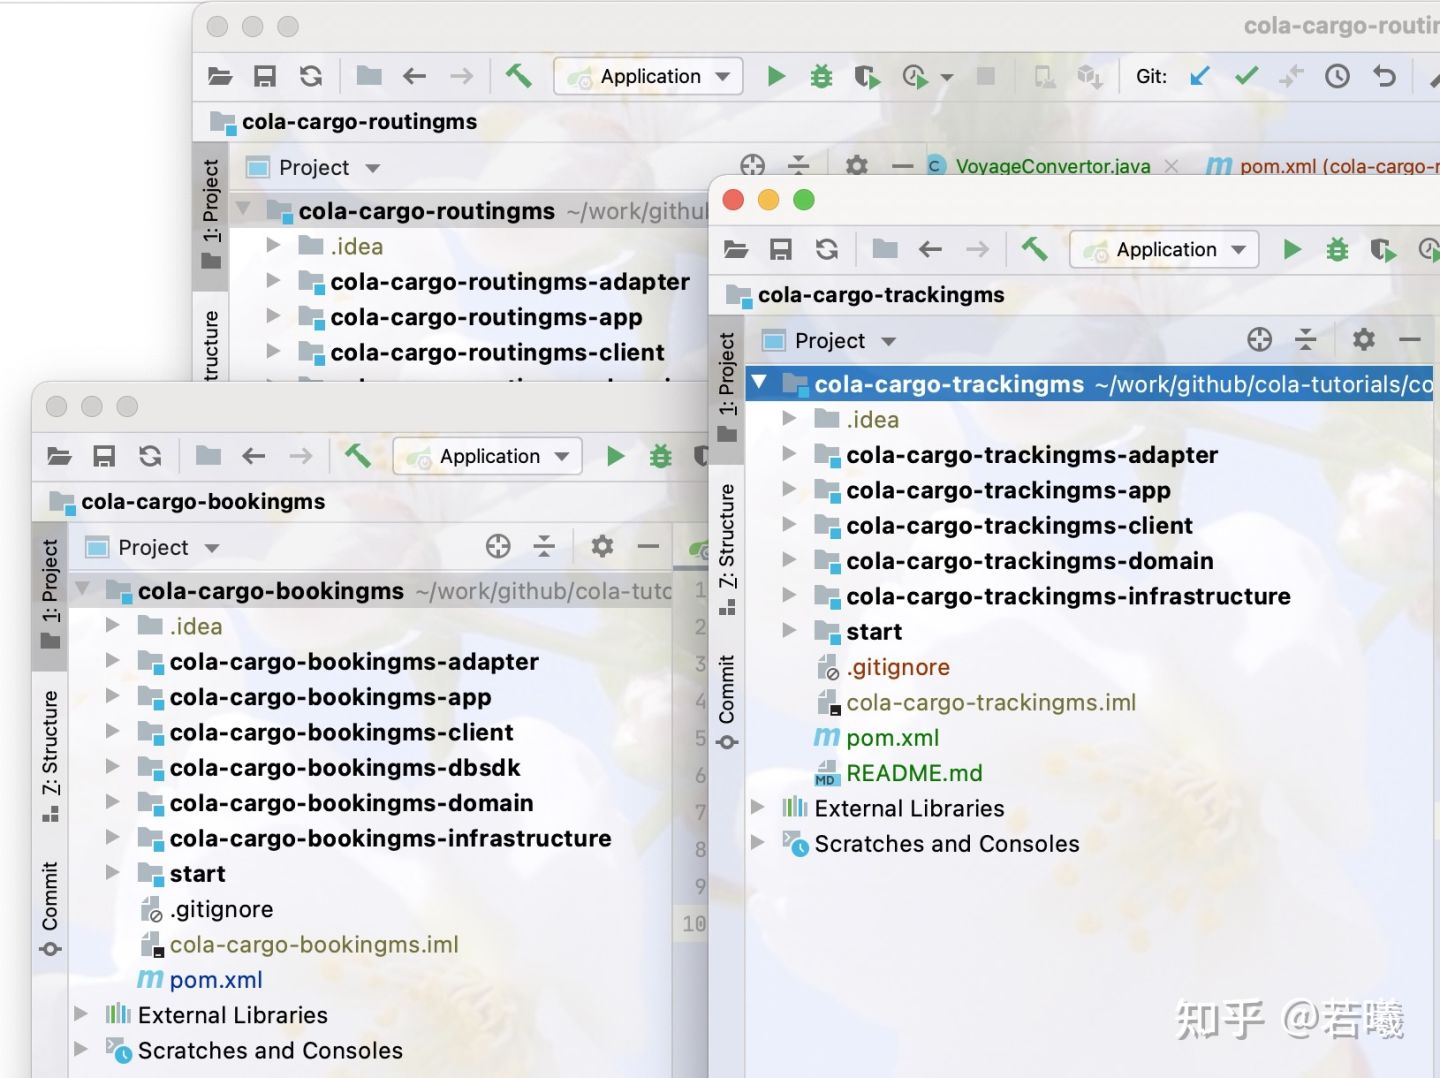 cola-cargo-routin
Application
Git:
cola-cargo-routingms
1: Project
Project
VoyageConvertor.java
pom.xml (cola-cargo-r
cola-cargo-routingms ~/work/githu
.idea
cola-cargo-routingms-adapter
cola-cargo-routingms-app
cola-cargo-routingms-client
ructure
Application
cola-cargo-bookingms
1: Project
7: Structure
Commit
Project
cola-cargo-bookingms ~/work/github/cola-tuto
.idea
cola-cargo-bookingms-adapter
cola-cargo-bookingms-app
cola-cargo-bookingms-client
cola-cargo-bookingms-dbsdk
cola-cargo-bookingms-domain
cola-cargo-bookingms-infrastructure
start
.gitignore
cola-cargo-bookingms.iml
pom.xml
External Libraries
Scratches and Consoles
1
2
3
4
5
6
7
8
9
10
Application
cola-cargo-trackingms
1: Project
7: Structure
Commit
Project
cola-cargo-trackingms ~/work/github/cola-tutorials/co
.idea
cola-cargo-trackingms-adapter
cola-cargo-trackingms-app
cola-cargo-trackingms-client
cola-cargo-trackingms-domain
cola-cargo-trackingms-infrastructure
start
.gitignore
cola-cargo-trackingms.iml
pom.xml
README.md
External Libraries
Scratches and Consoles
知乎 @若曦